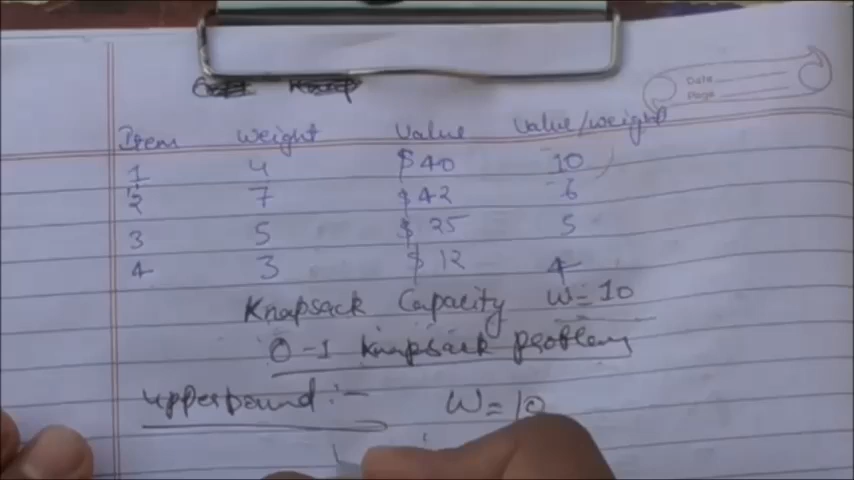 Date
Page
Item Weight Value Value/weight
1 4 $40 10
2 7 $42 6
3 5 $25 5
4 3 $12 4
Knapsack Capacity W=10
0-1 Knapsack problem
upperbound:- W=10